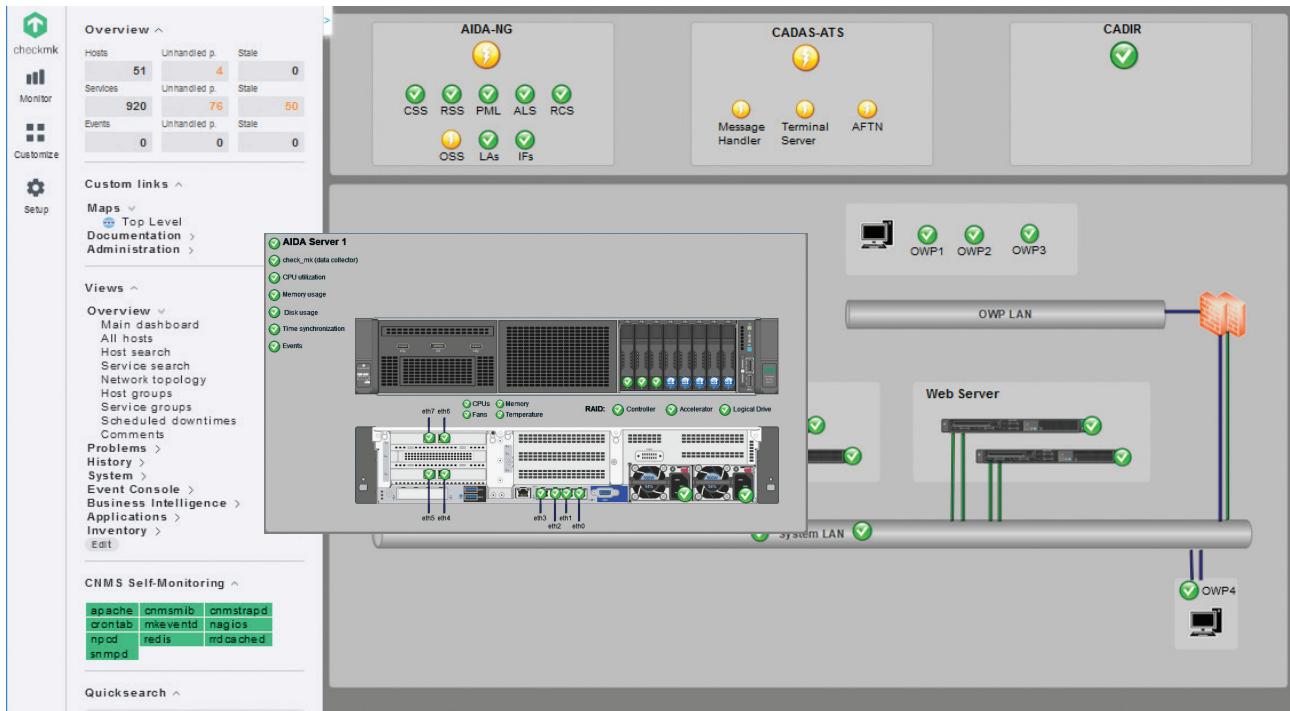 checkmk
Monitor
Customize
Setup
Overview
Hosts Unhandled p. Stale
51 4 0
Services Unhandled p. Stale
920 76 50
Events Unhandled p. Stale
0 0 0
Custom links
Maps
Top Level
Documentation >
Administration >
Views
Overview
Main dashboard
All hosts
Host search
Service search
Network topology
Host groups
Service groups
Scheduled downtimes
Comments
Problems >
History >
System >
Event Console >
Business Intelligence >
Applications >
Inventory >
Edit
CNMS Self-Monitoring
apache cnmsmib cnmstrapd
crontab mkeventd nagios
npcd redis rrdcached
snmpd
Quicksearch
>
AIDA-NG
CSS RSS PML ALS RCS
OSS LAs IFs
CADAS-ATS
Message Handler
Terminal Server
AFTN
CADIR
OWP1 OWP2 OWP3
OWP LAN
Web Server
System LAN
OWP4
AIDA Server 1
check_mk (data collector)
CPU utilization
Memory usage
Disk usage
Time synchronization
Events
CPUs Memory
Fans Temperature
RAID: Controller Accelerator Logical Drive
eth7 eth6
eth5 eth4
eth3 eth1
eth2 eth0